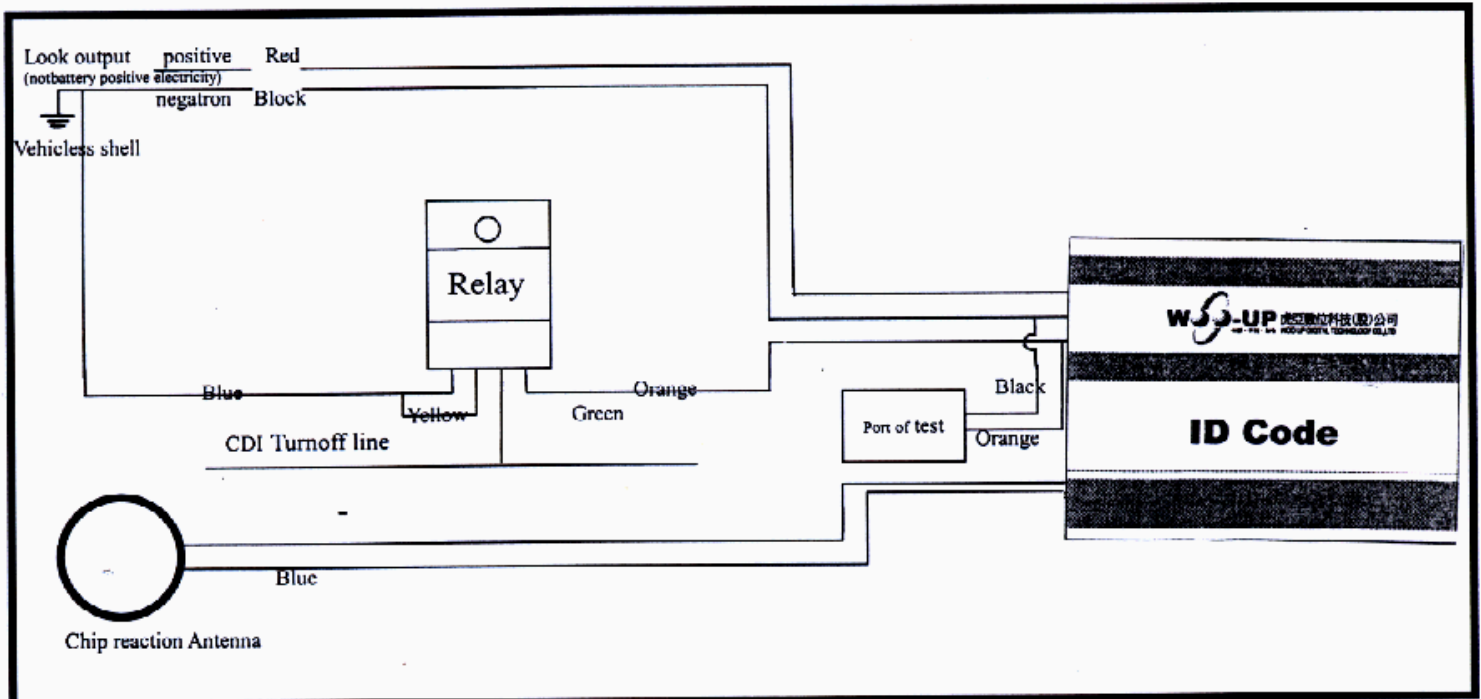 Look output positive Red
(notbattery positive electricity)
negatron Block
Vehicless shell
Relay
Blue
Yellow
Orange
Green
CDI Turnoff line
Blue
Chip reaction Antenna
Black
Port of test
Orange
-UP
ID Code